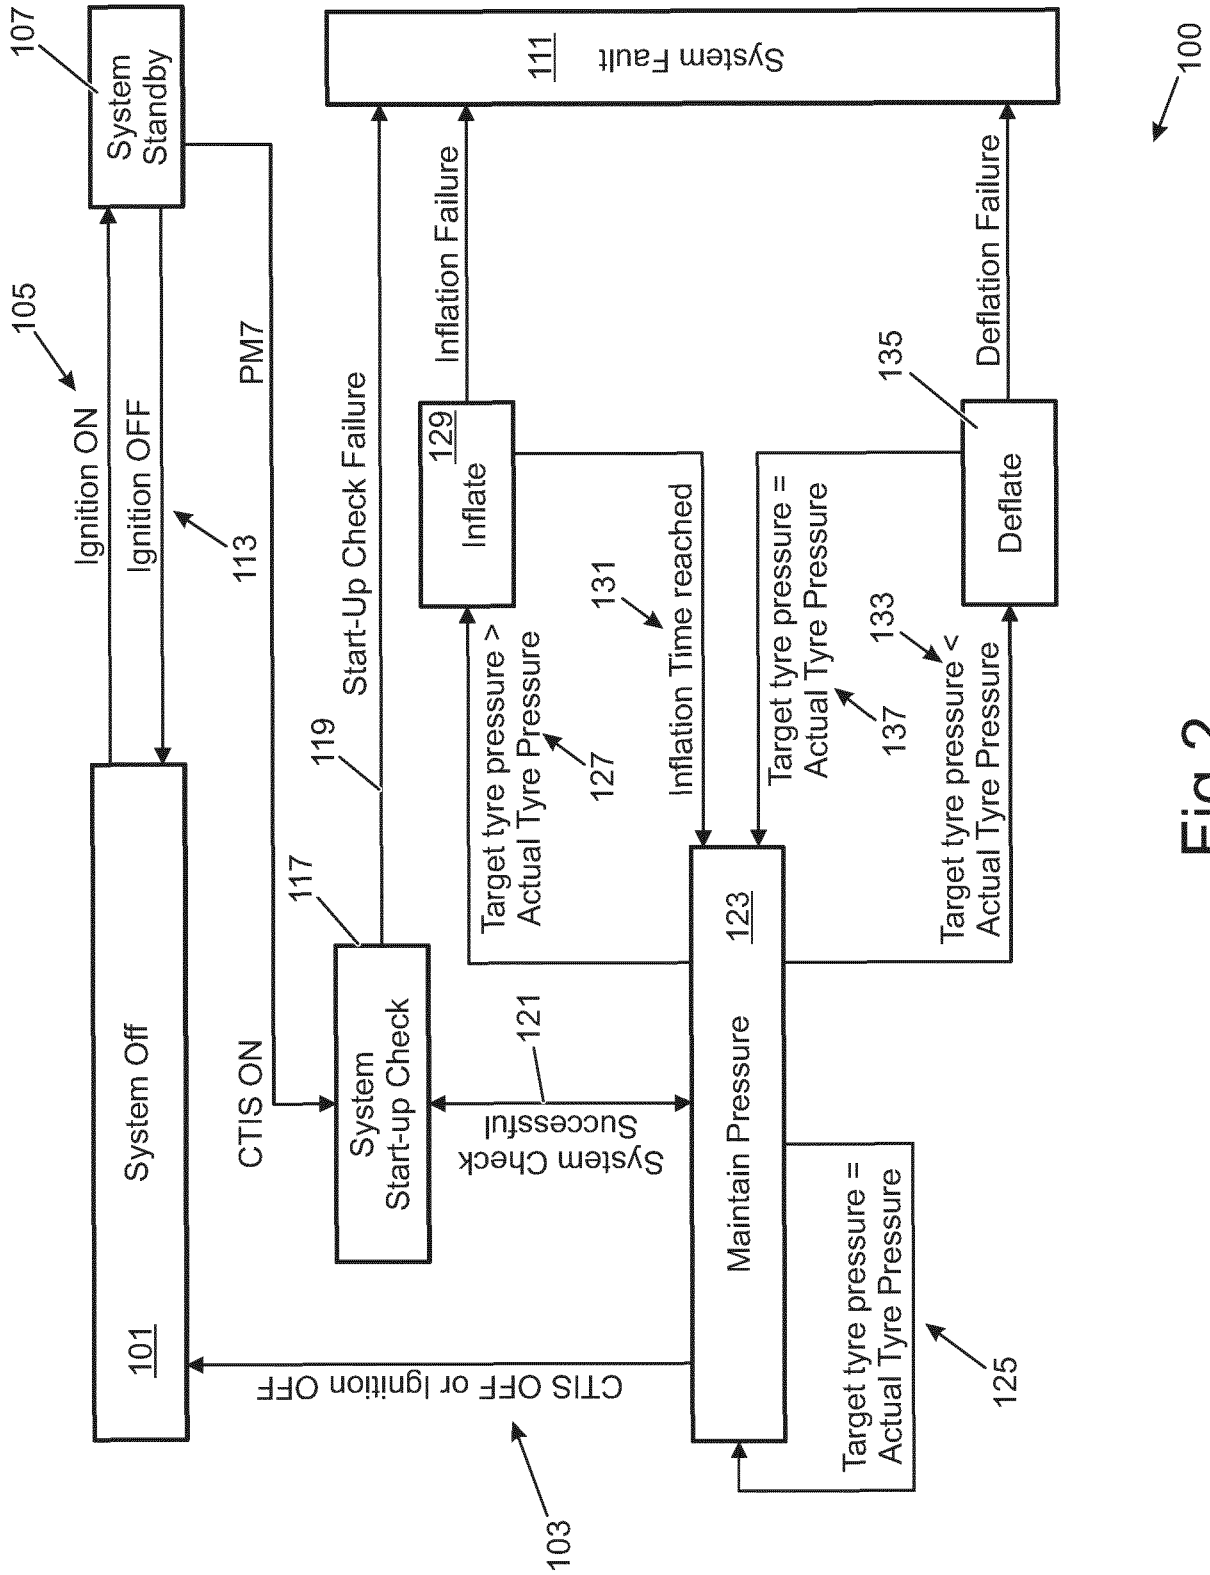 107
System
Standby
105
Ignition ON
Ignition OFF
113
System Off
101
PM7
CTIS ON
111
System Fault
Start-Up Check Failure
119
117
System
Start-up Check
Inflation Failure
129
Inflate
Target tyre pressure >
Actual Tyre Pressure
127
121
System Check
Successful
CTIS OFF or Ignition OFF
103
131
Inflation Time reached
123
Maintain Pressure
Target tyre pressure =
Actual Tyre Pressure
137
Deflation Failure
135
Deflate
133
Target tyre pressure <
Actual Tyre Pressure
Target tyre pressure =
Actual Tyre Pressure
125
100
Fig 2